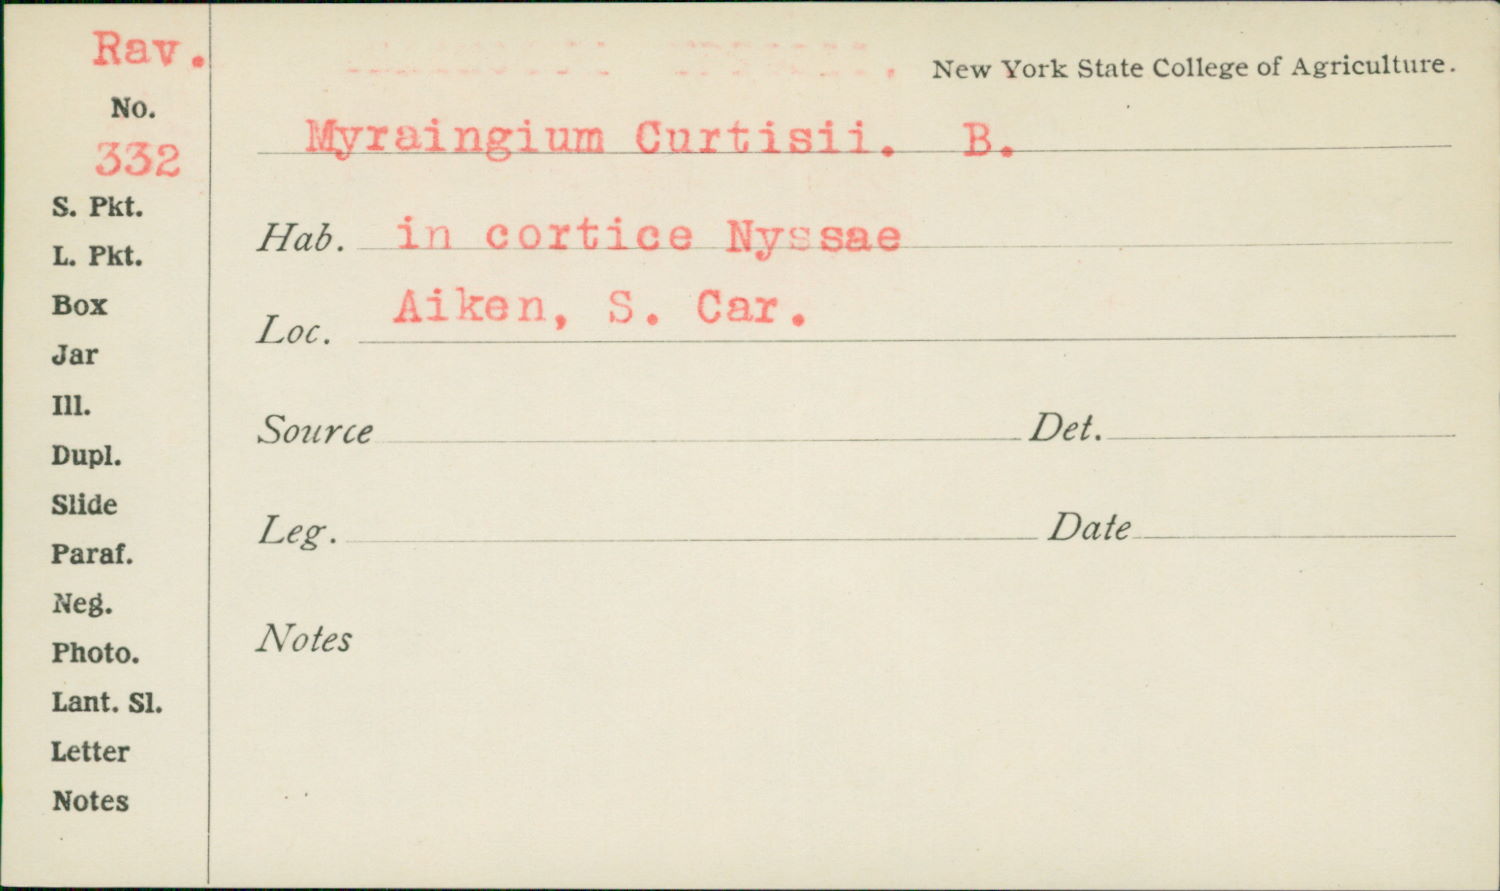 Rav.
New York State College of Agriculture.
No.
332
Myraingium Curtisii. B.
S. Pkt.
Hab. in cortice Nyssae
L. Pkt.
Box
Loc. Aiken, S. Car.
Jar
Ill.
Source Det.
Dupl.
Slide
Leg. Date
Paraf.
Neg.
Notes
Photo.
Lant. Sl.
Letter
Notes